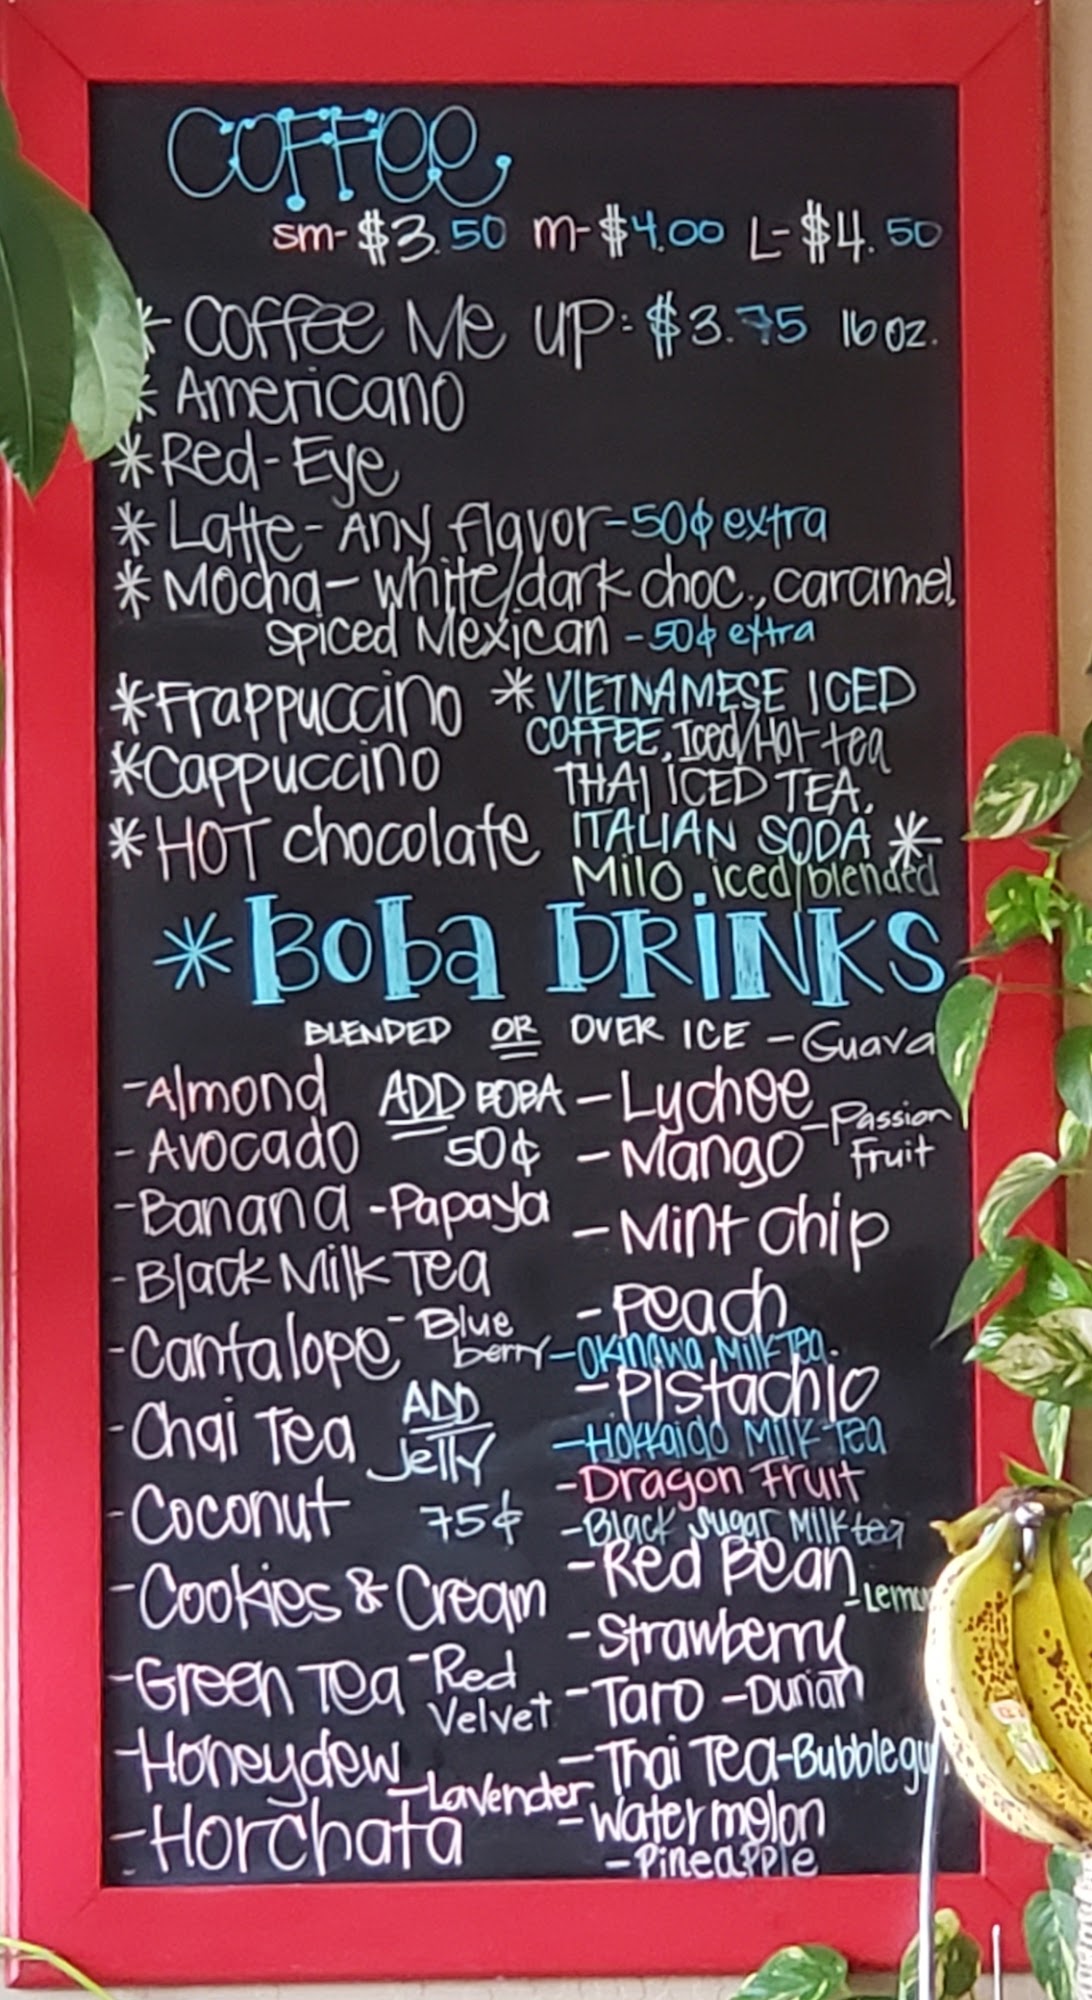 COFFEE
sm-$3.50 m-$4.00 L-$4.50
* Coffee Me up: $3.75 16 oz.
* Americano
* Red-Eye
* Latte- Any flavor-50¢ extra
* Mocha- white/dark choc., caramel,
spiced Mexican -50¢ extra
* Frappuccino
* Cappuccino
* HOT chocolate
* VIETNAMESE ICED
COFFEE, Iced/Hot tea
THAI ICED TEA,
ITALIAN SODA *
Milo iced/blended
* Boba DRiNKS
BLENDED OR OVER ICE - Guava
-Almond
-Avocado
-Banana -Papaya
-Black Milk Tea
-Cantalope -Blue
berry
-Chai Tea
-Coconut
-Cookies & Cream
-Green Tea -Red
Velvet
-Honeydew
-Lavender
-Horchata
ADD BOBA
50¢
ADD
Jelly
75¢
-Lychee
-Passion
Fruit
-Mango
-Mint chip
-Peach
-Okinawa Milk Tea.
-Pistachio
-Hokkaido Milk Tea
-Dragon Fruit
-Black Sugar Milk tea
-Red Bean
-Strawberry
-Taro -Durian
-Thai Tea
-Watermelon
-Pineapple